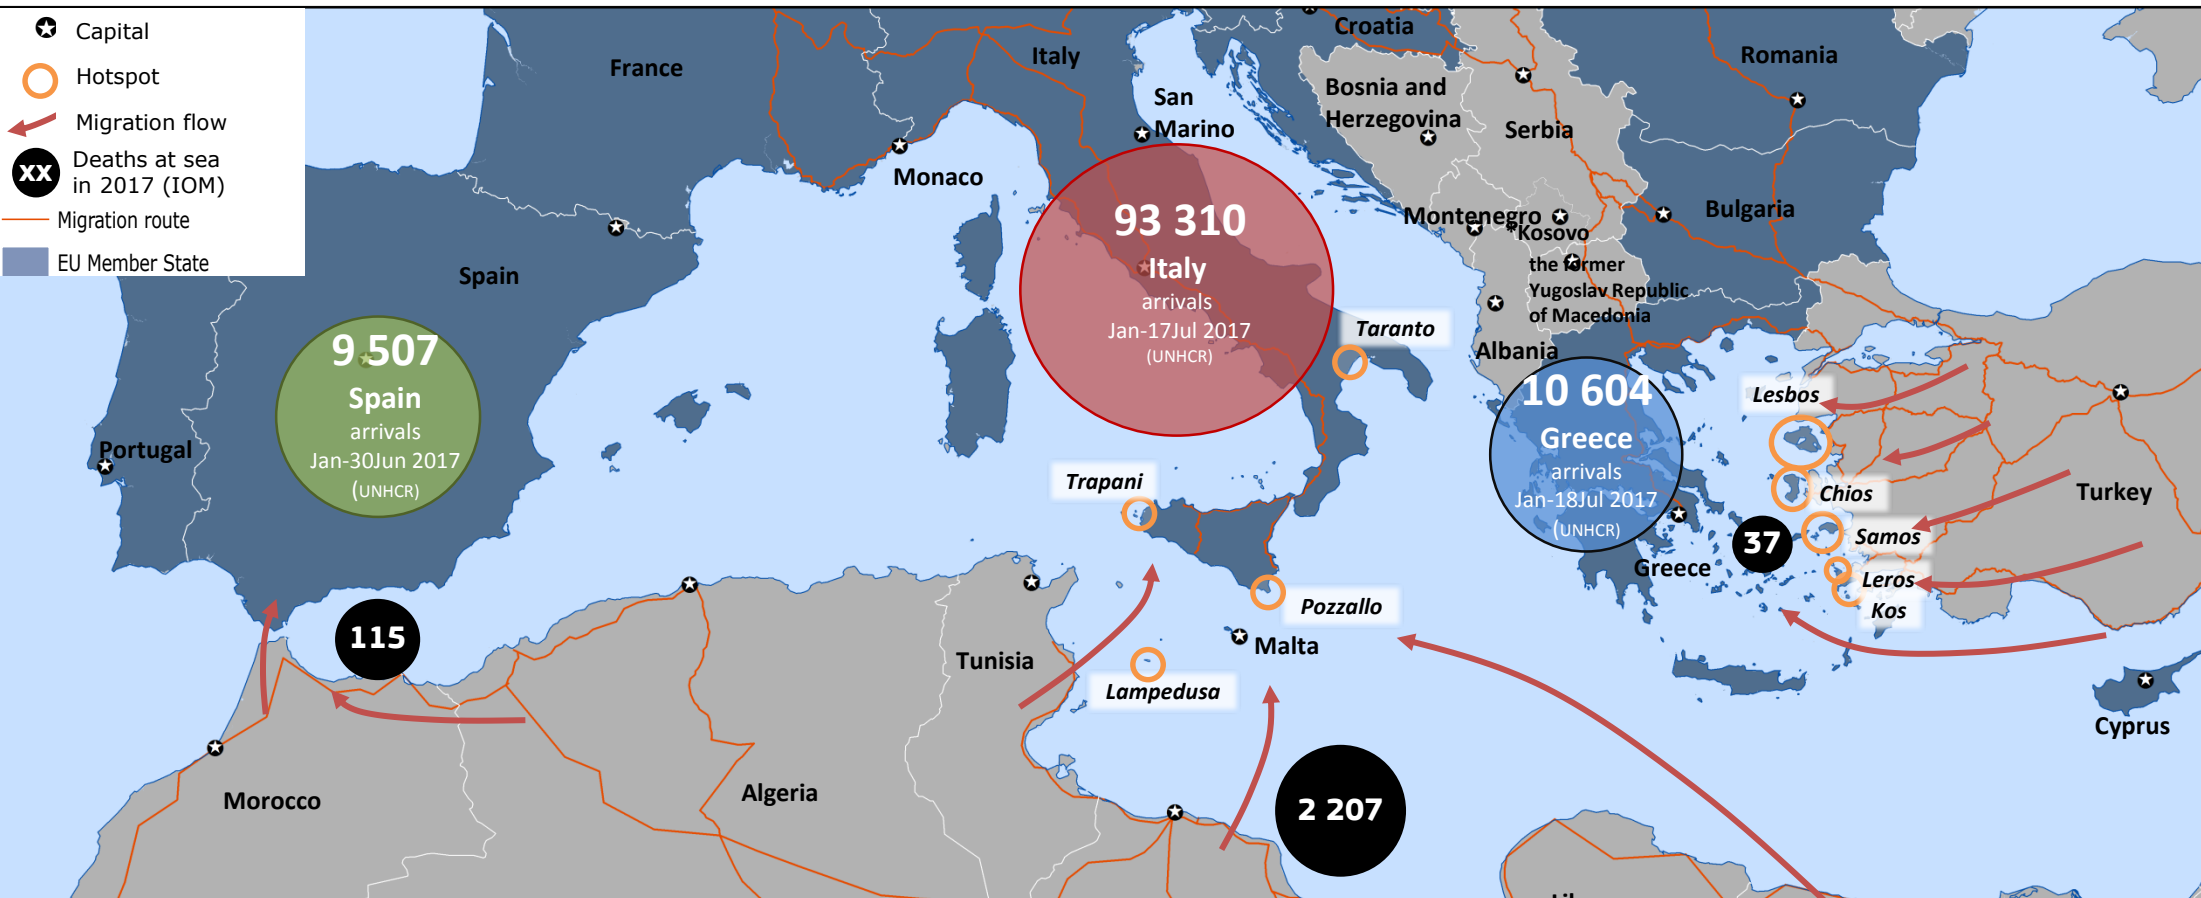 Capital
Hotspot
Migration flow
XX
Deaths at sea
in 2017 (IOM)
Migration route
EU Member State
France
Italy
Croatia
Romania
San
Marino
Monaco
Bosnia and
Herzegovina
Serbia
Bulgaria
Montenegro
*Kosovo
the former
Yugoslav Republic
of Macedonia
Albania
Spain
Portugal
9 507
Spain
arrivals
Jan-30Jun 2017
(UNHCR)
93 310
Italy
arrivals
Jan-17Jul 2017
(UNHCR)
Taranto
10 604
Greece
arrivals
Jan-18Jul 2017
(UNHCR)
Lesbos
Chios
Samos
Leros
Kos
Turkey
37
Greece
Trapani
Pozzallo
Malta
Lampedusa
115
Tunisia
2 207
Morocco
Algeria
Cyprus